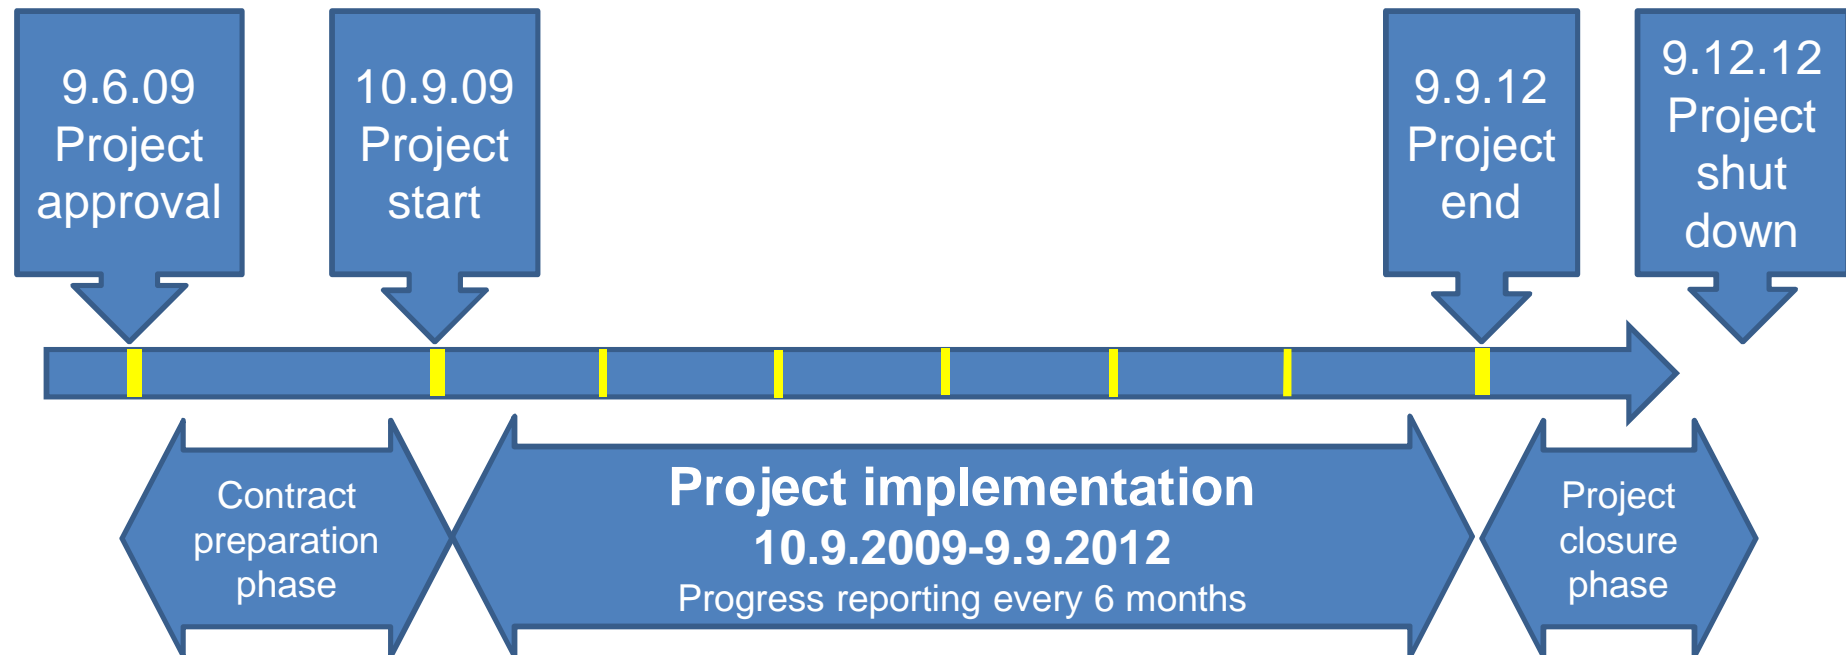 9.6.09
Project
approval
10.9.09
Project
start
9.9.12
Project
end
9.12.12
Project
shut
down
Contract
preparation
phase
Project implementation
10.9.2009-9.9.2012
Progress reporting every 6 months
Project
closure
phase